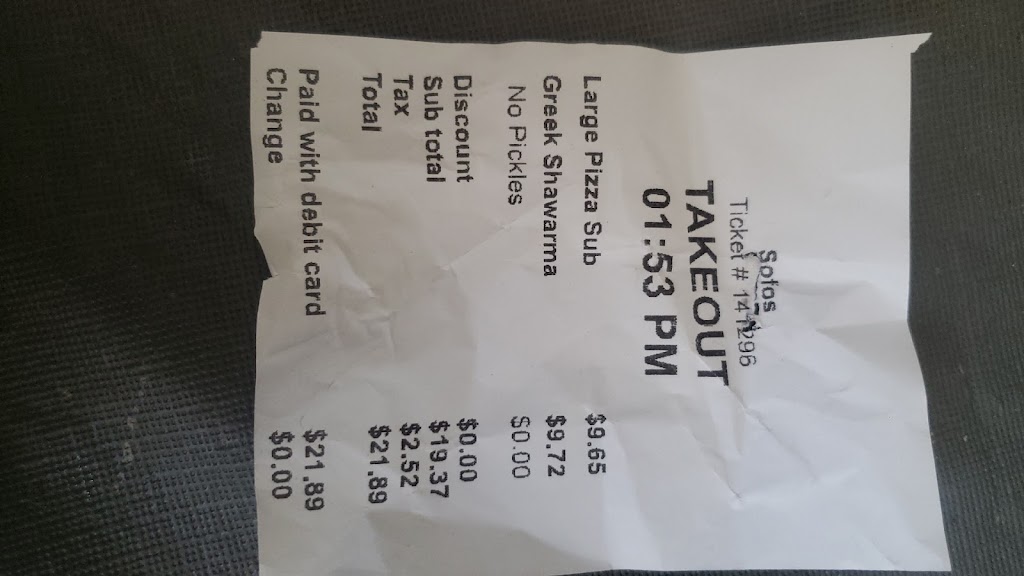 Sofos
Ticket # 141296
TAKEOUT
01:53 PM
Large Pizza Sub $9.65
Greek Shawarma $9.72
No Pickles $0.00
Discount $0.00
Sub total $19.37
Tax $2.52
Total $21.89
Paid with debit card $21.89
Change $0.00